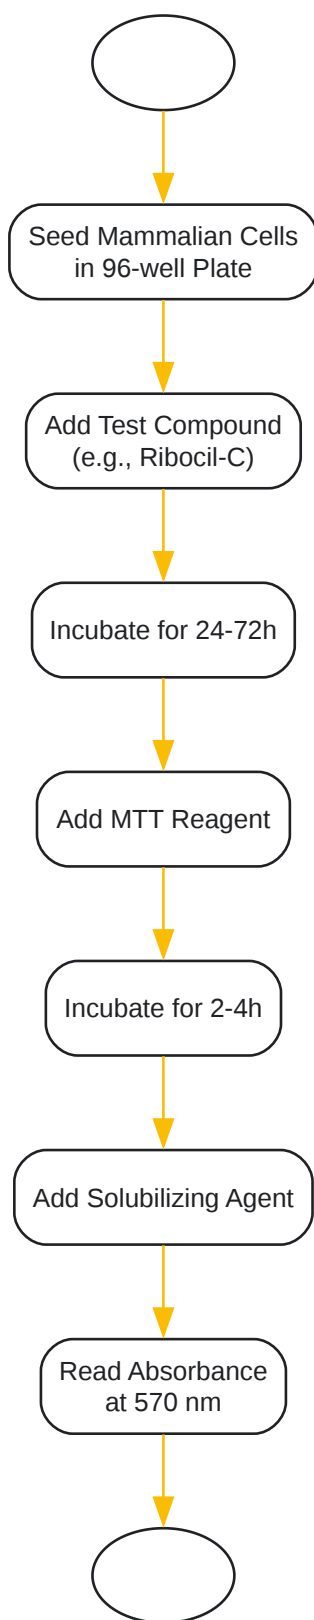 Seed Mammalian Cells
in 96-well Plate
Add Test Compound
(e.g., Ribocil-C)
Incubate for 24-72h
Add MTT Reagent
Incubate for 2-4h
Add Solubilizing Agent
Read Absorbance
at 570 nm